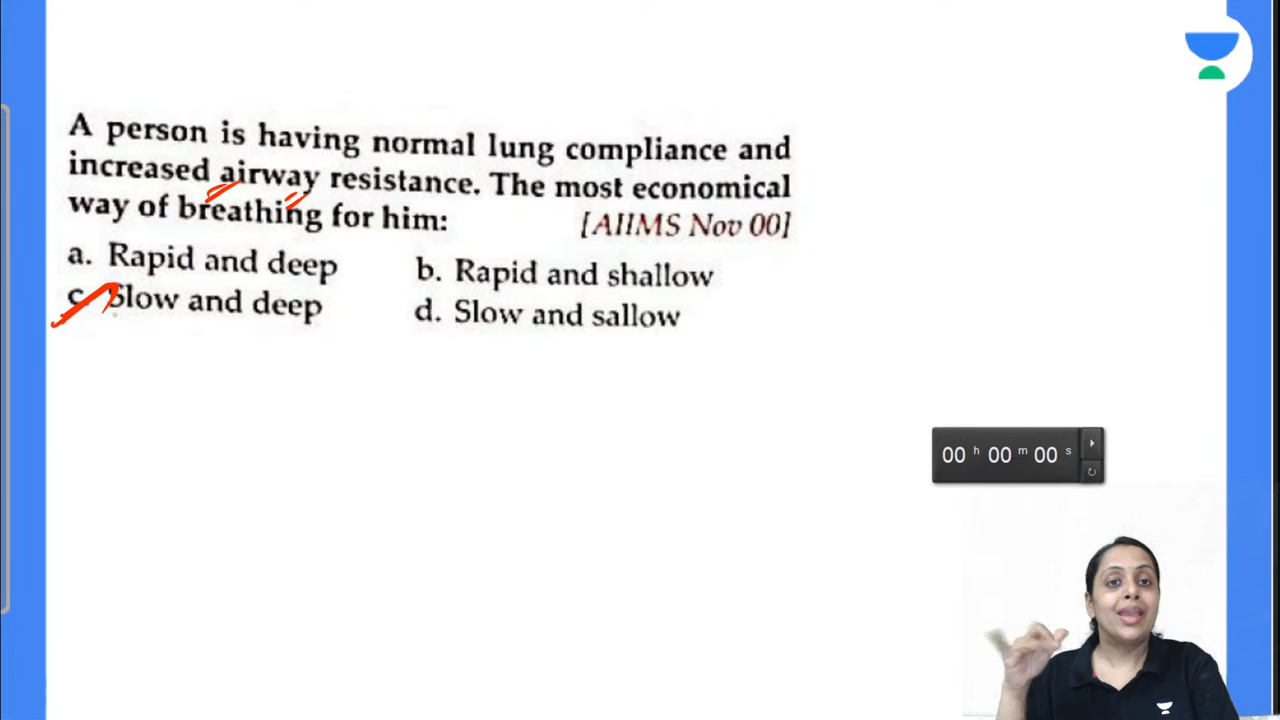 A person is having normal lung compliance and
increased airway resistance. The most economical
way of breathing for him: [AIIMS Nov 00]
a. Rapid and deep b. Rapid and shallow
c. Slow and deep d. Slow and sallow
00 h 00 m 00 s